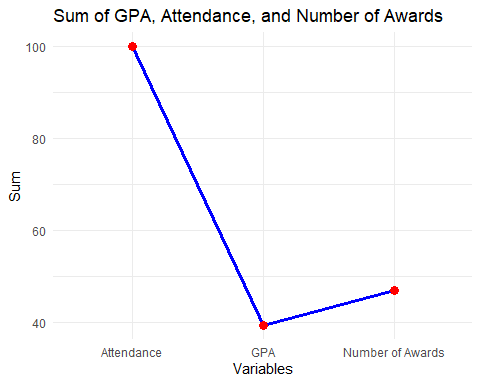 Sum of GPA, Attendance, and Number of Awards
100
80
60
40
Sum
Attendance GPA Number of Awards
Variables